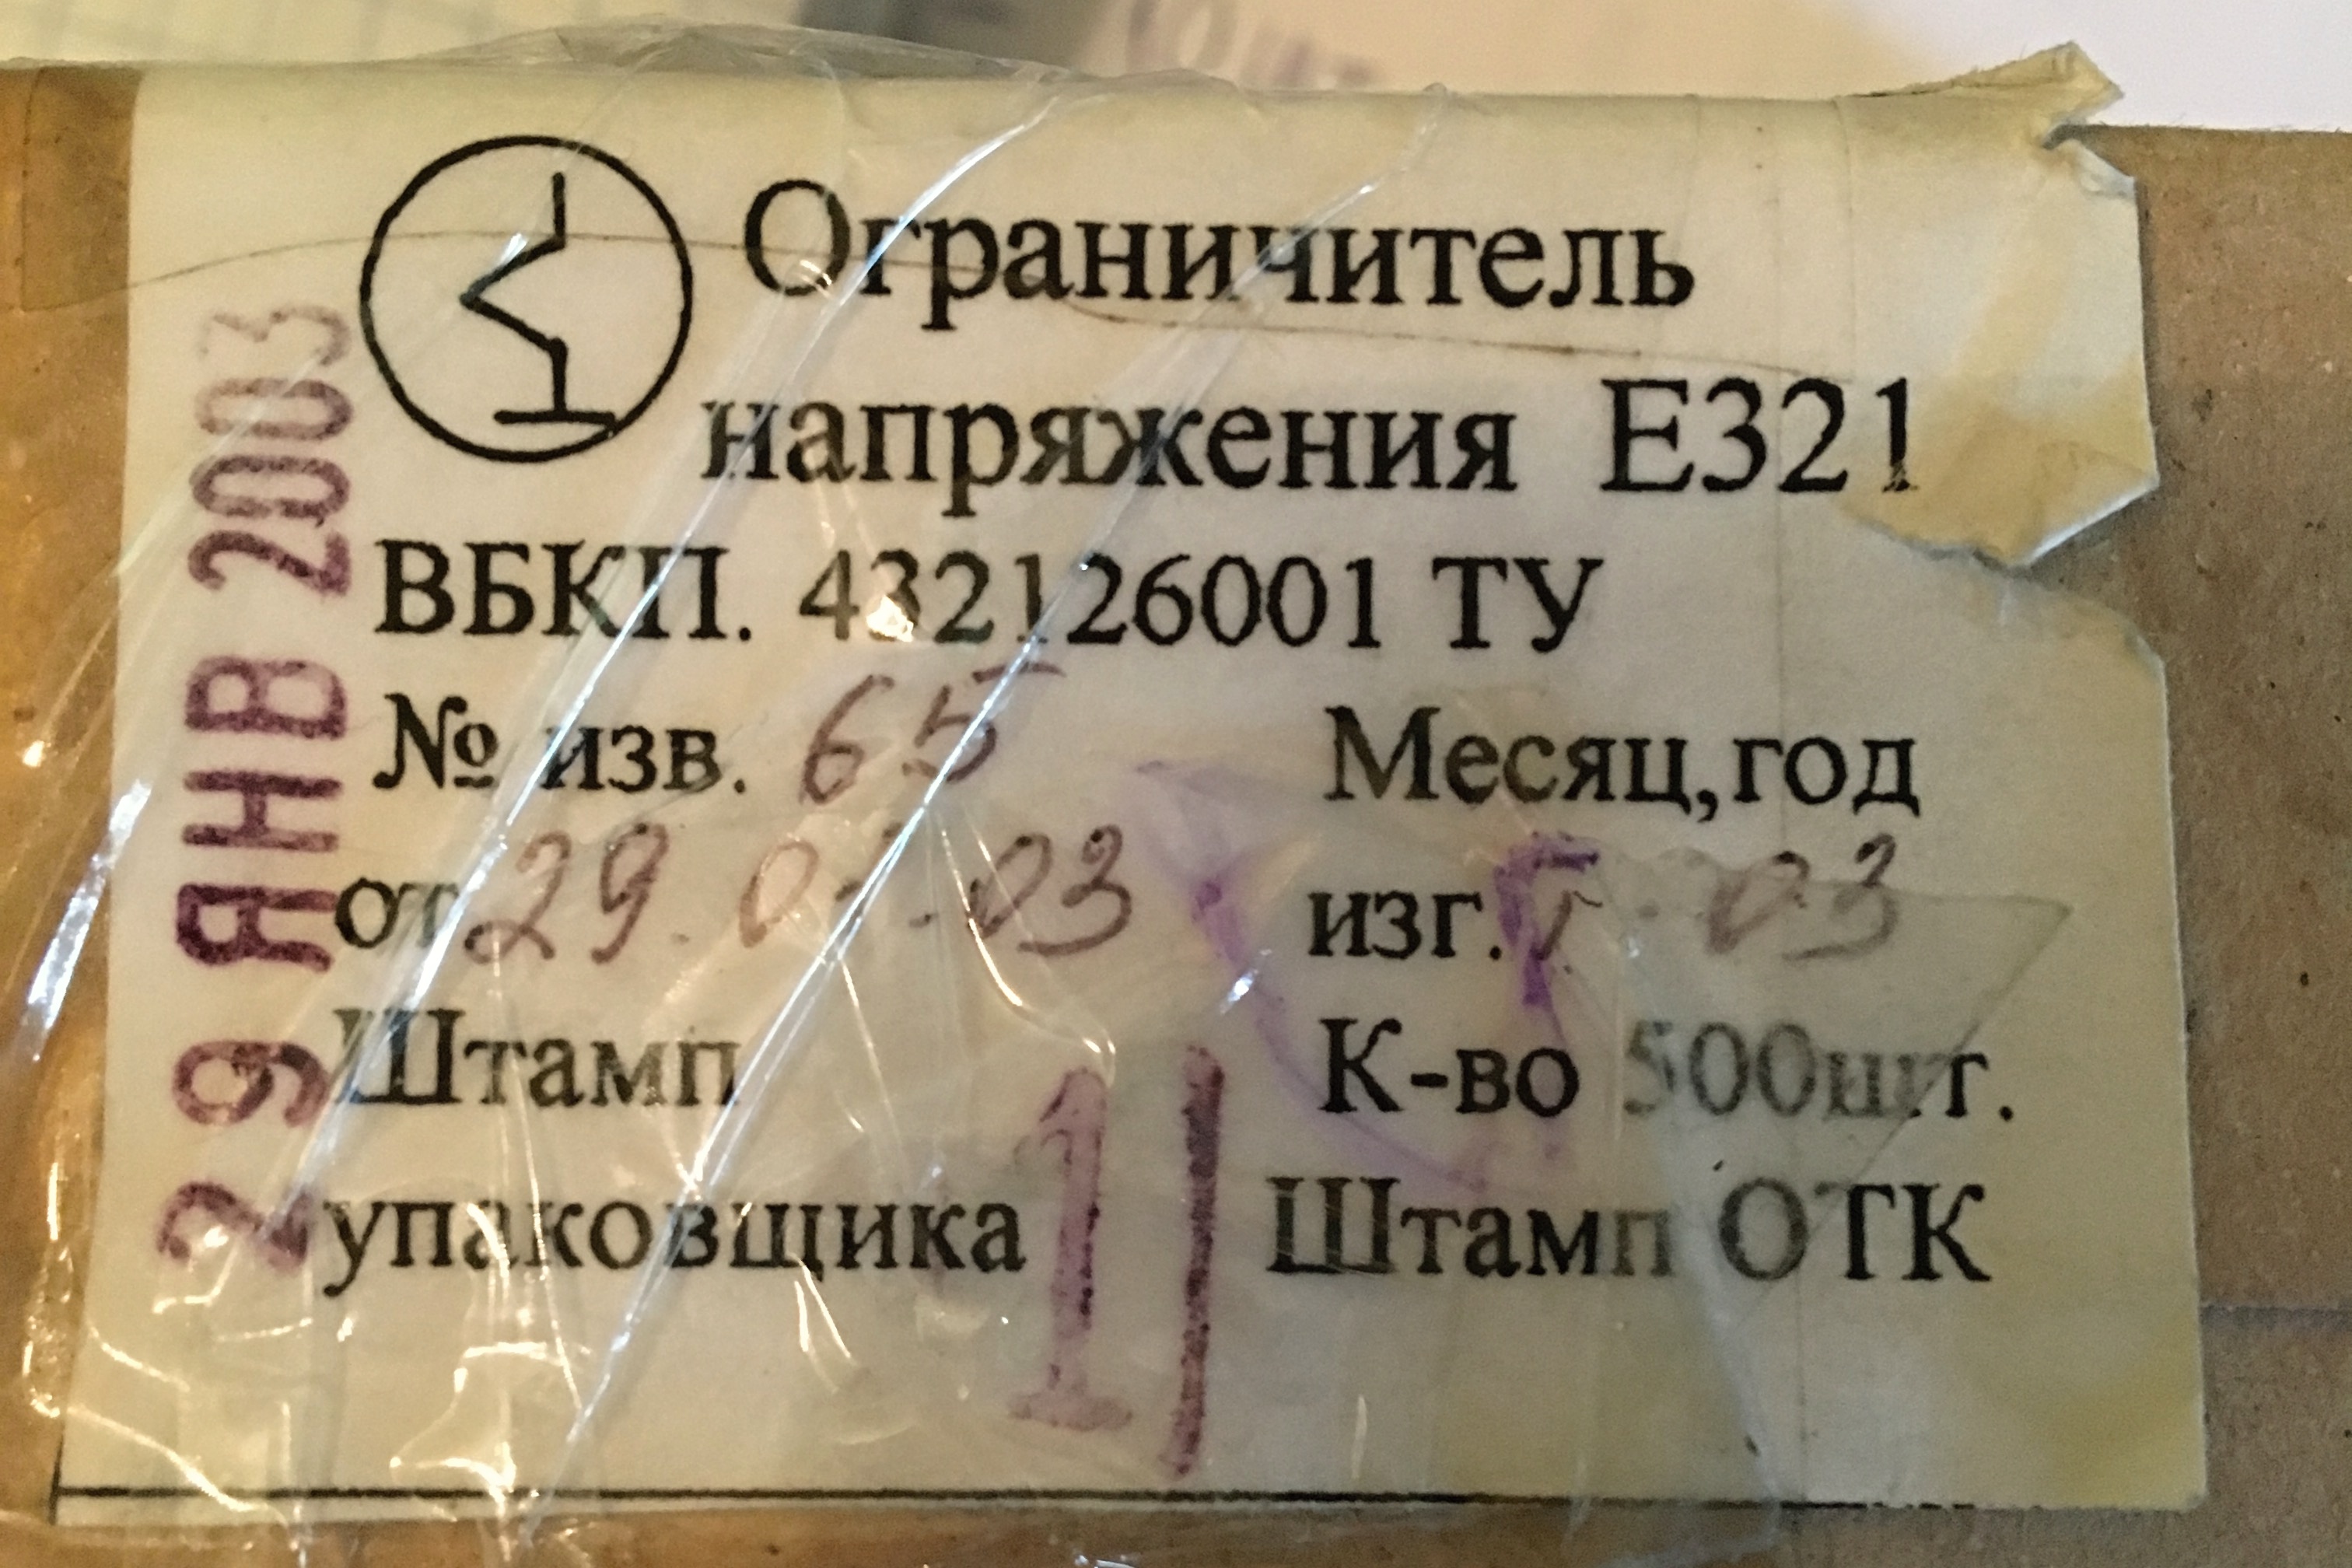 Ограничитель
напряжения Е321
ВБКП. 432126001 ТУ
№ изв. 65
от 29.01.03
Месяц,год
изг. 03
Штамп
упаковщика
1
К-во 500шт.
Штамп ОТК
29 ЯНВ 2003